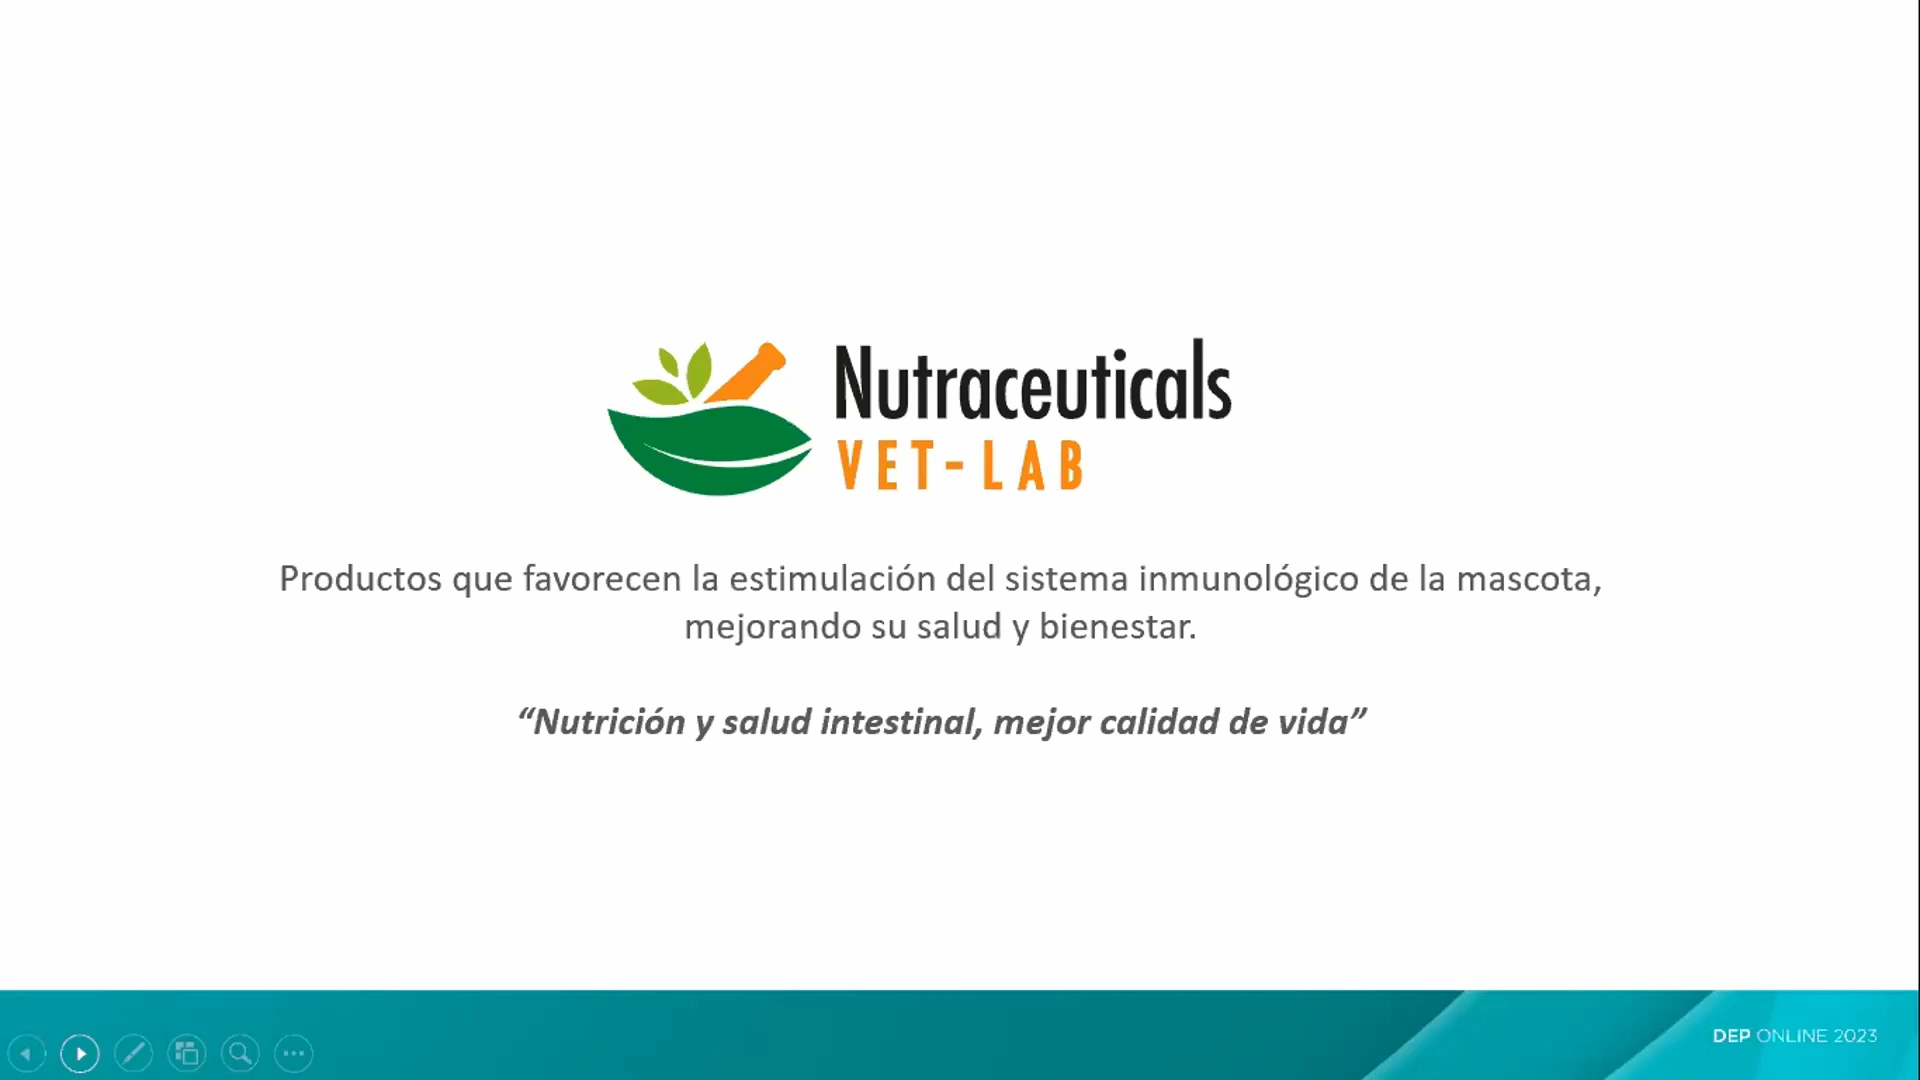 Nutraceuticals
VET-LAB
Productos que favorecen la estimulación del sistema inmunológico de la mascota,
mejorando su salud y bienestar.
“Nutrición y salud intestinal, mejor calidad de vida”
DEP ONLINE 2023